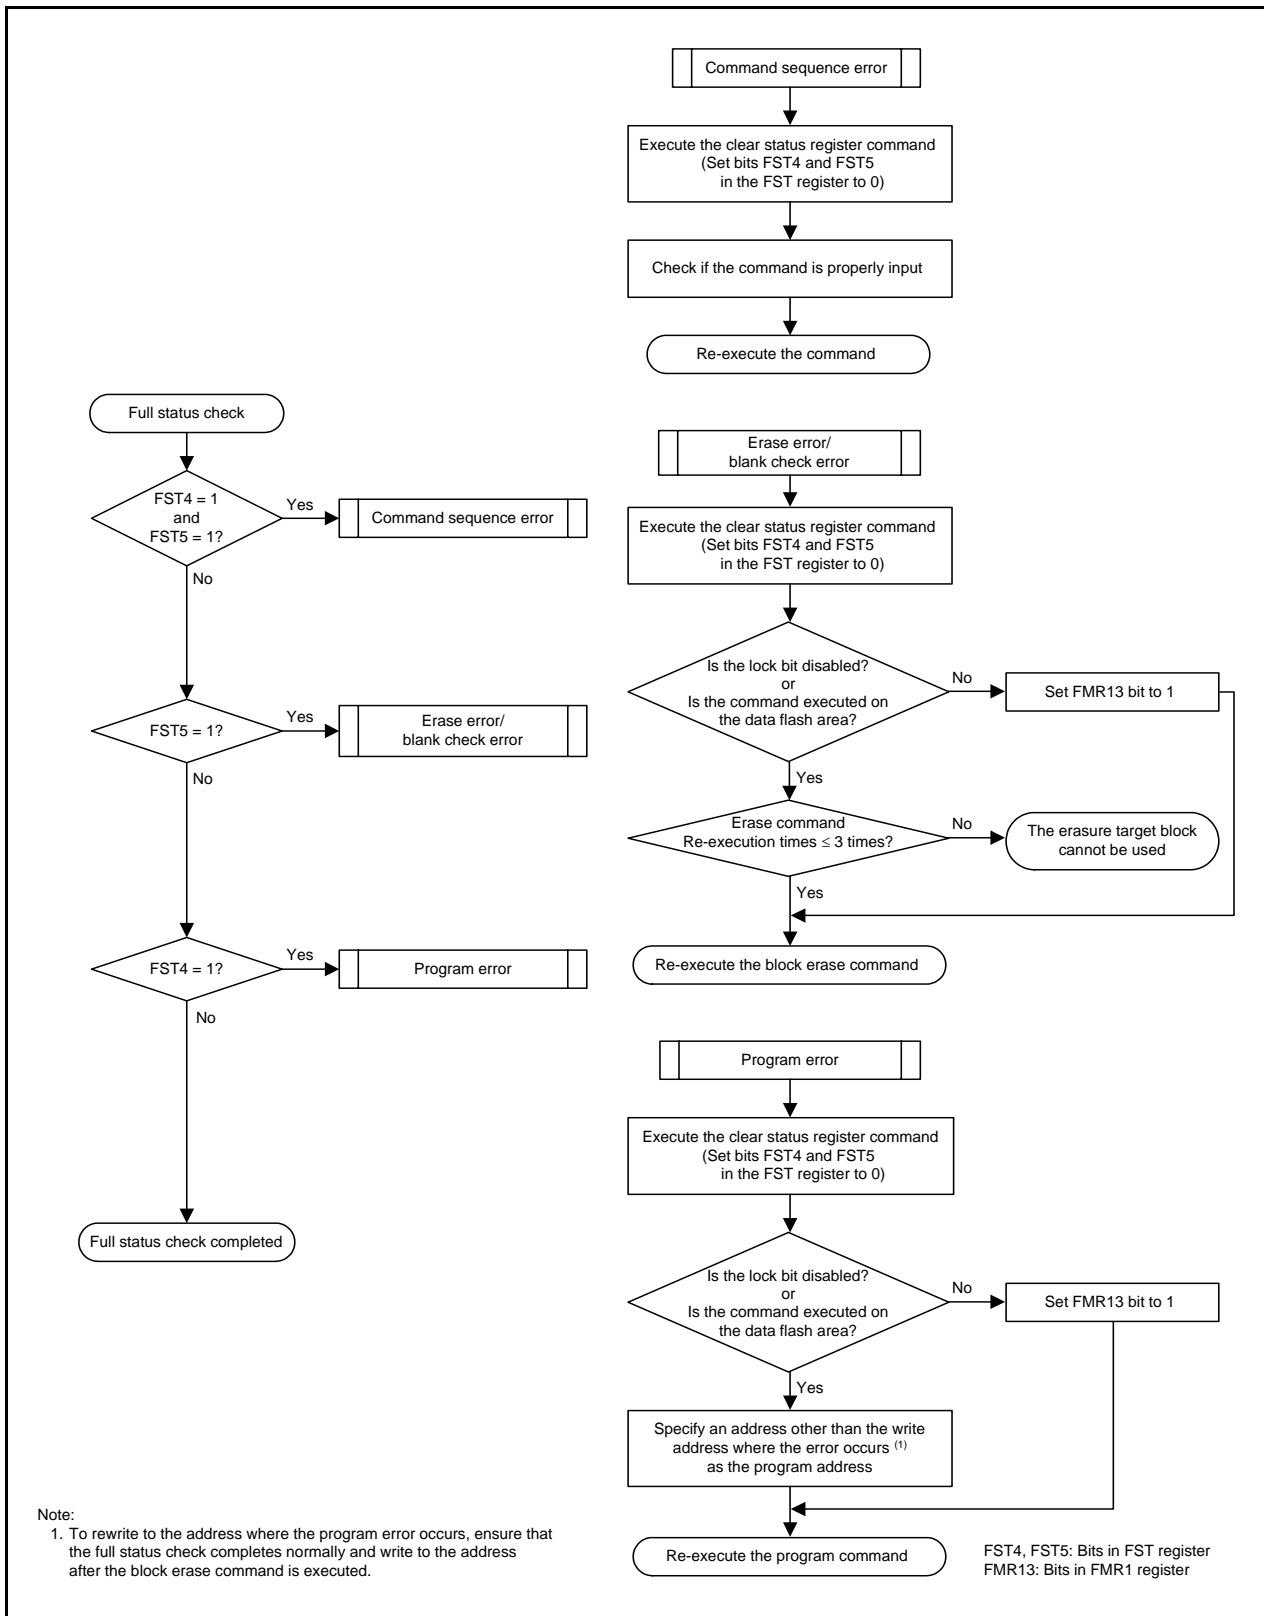 Command sequence error
Execute the clear status register command
(Set bits FST4 and FST5
in the FST register to 0)
Check if the command is properly input
Re-execute the command
Full status check
FST4 = 1
and
FST5 = 1?
Yes
Command sequence error
No
FST5 = 1?
Yes
Erase error/
blank check error
No
FST4 = 1?
Yes
Program error
No
Full status check completed
Erase error/
blank check error
Execute the clear status register command
(Set bits FST4 and FST5
in the FST register to 0)
Is the lock bit disabled?
or
Is the command executed on
the data flash area?
No
Set FMR13 bit to 1
Yes
Erase command
Re-execution times ≤ 3 times?
No
The erasure target block
cannot be used
Yes
Re-execute the block erase command
Program error
Execute the clear status register command
(Set bits FST4 and FST5
in the FST register to 0)
Is the lock bit disabled?
or
Is the command executed on
the data flash area?
No
Set FMR13 bit to 1
Yes
Specify an address other than the write
address where the error occurs (1)
as the program address
Re-execute the program command
Note:
1. To rewrite to the address where the program error occurs, ensure that
the full status check completes normally and write to the address
after the block erase command is executed.
FST4, FST5: Bits in FST register
FMR13: Bits in FMR1 register